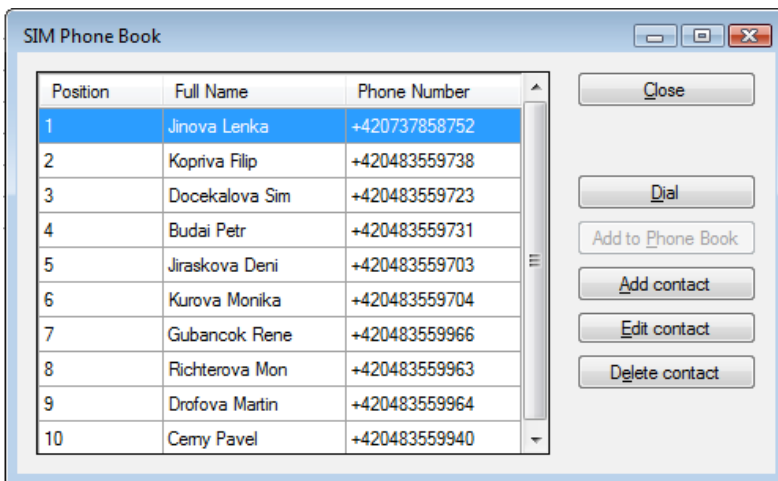 SIM Phone Book
Position Full Name Phone Number
1 Jinova Lenka +420737858752
2 Kopriva Filip +420483559738
3 Docekalova Sim +420483559723
4 Budai Petr +420483559731
5 Jiraskova Deni +420483559703
6 Kurova Monika +420483559704
7 Gubancok Rene +420483559966
8 Richterova Mon +420483559963
9 Drofova Martin +420483559964
10 Cerny Pavel +420483559940
Close
Dial
Add to Phone Book
Add contact
Edit contact
Delete contact